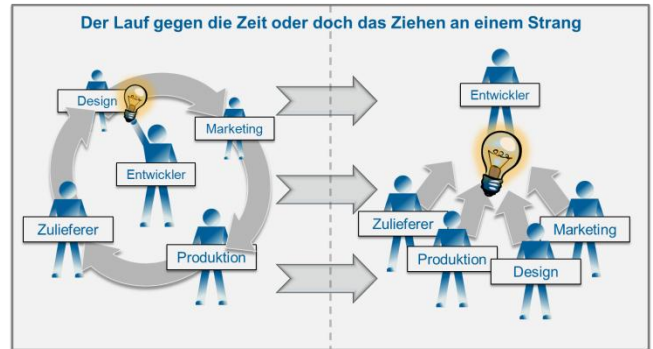 Der Lauf gegen die Zeit oder doch das Ziehen an einem Strang
Design
Marketing
Entwickler
Zulieferer
Produktion
Entwickler
Zulieferer
Marketing
Produktion
Design